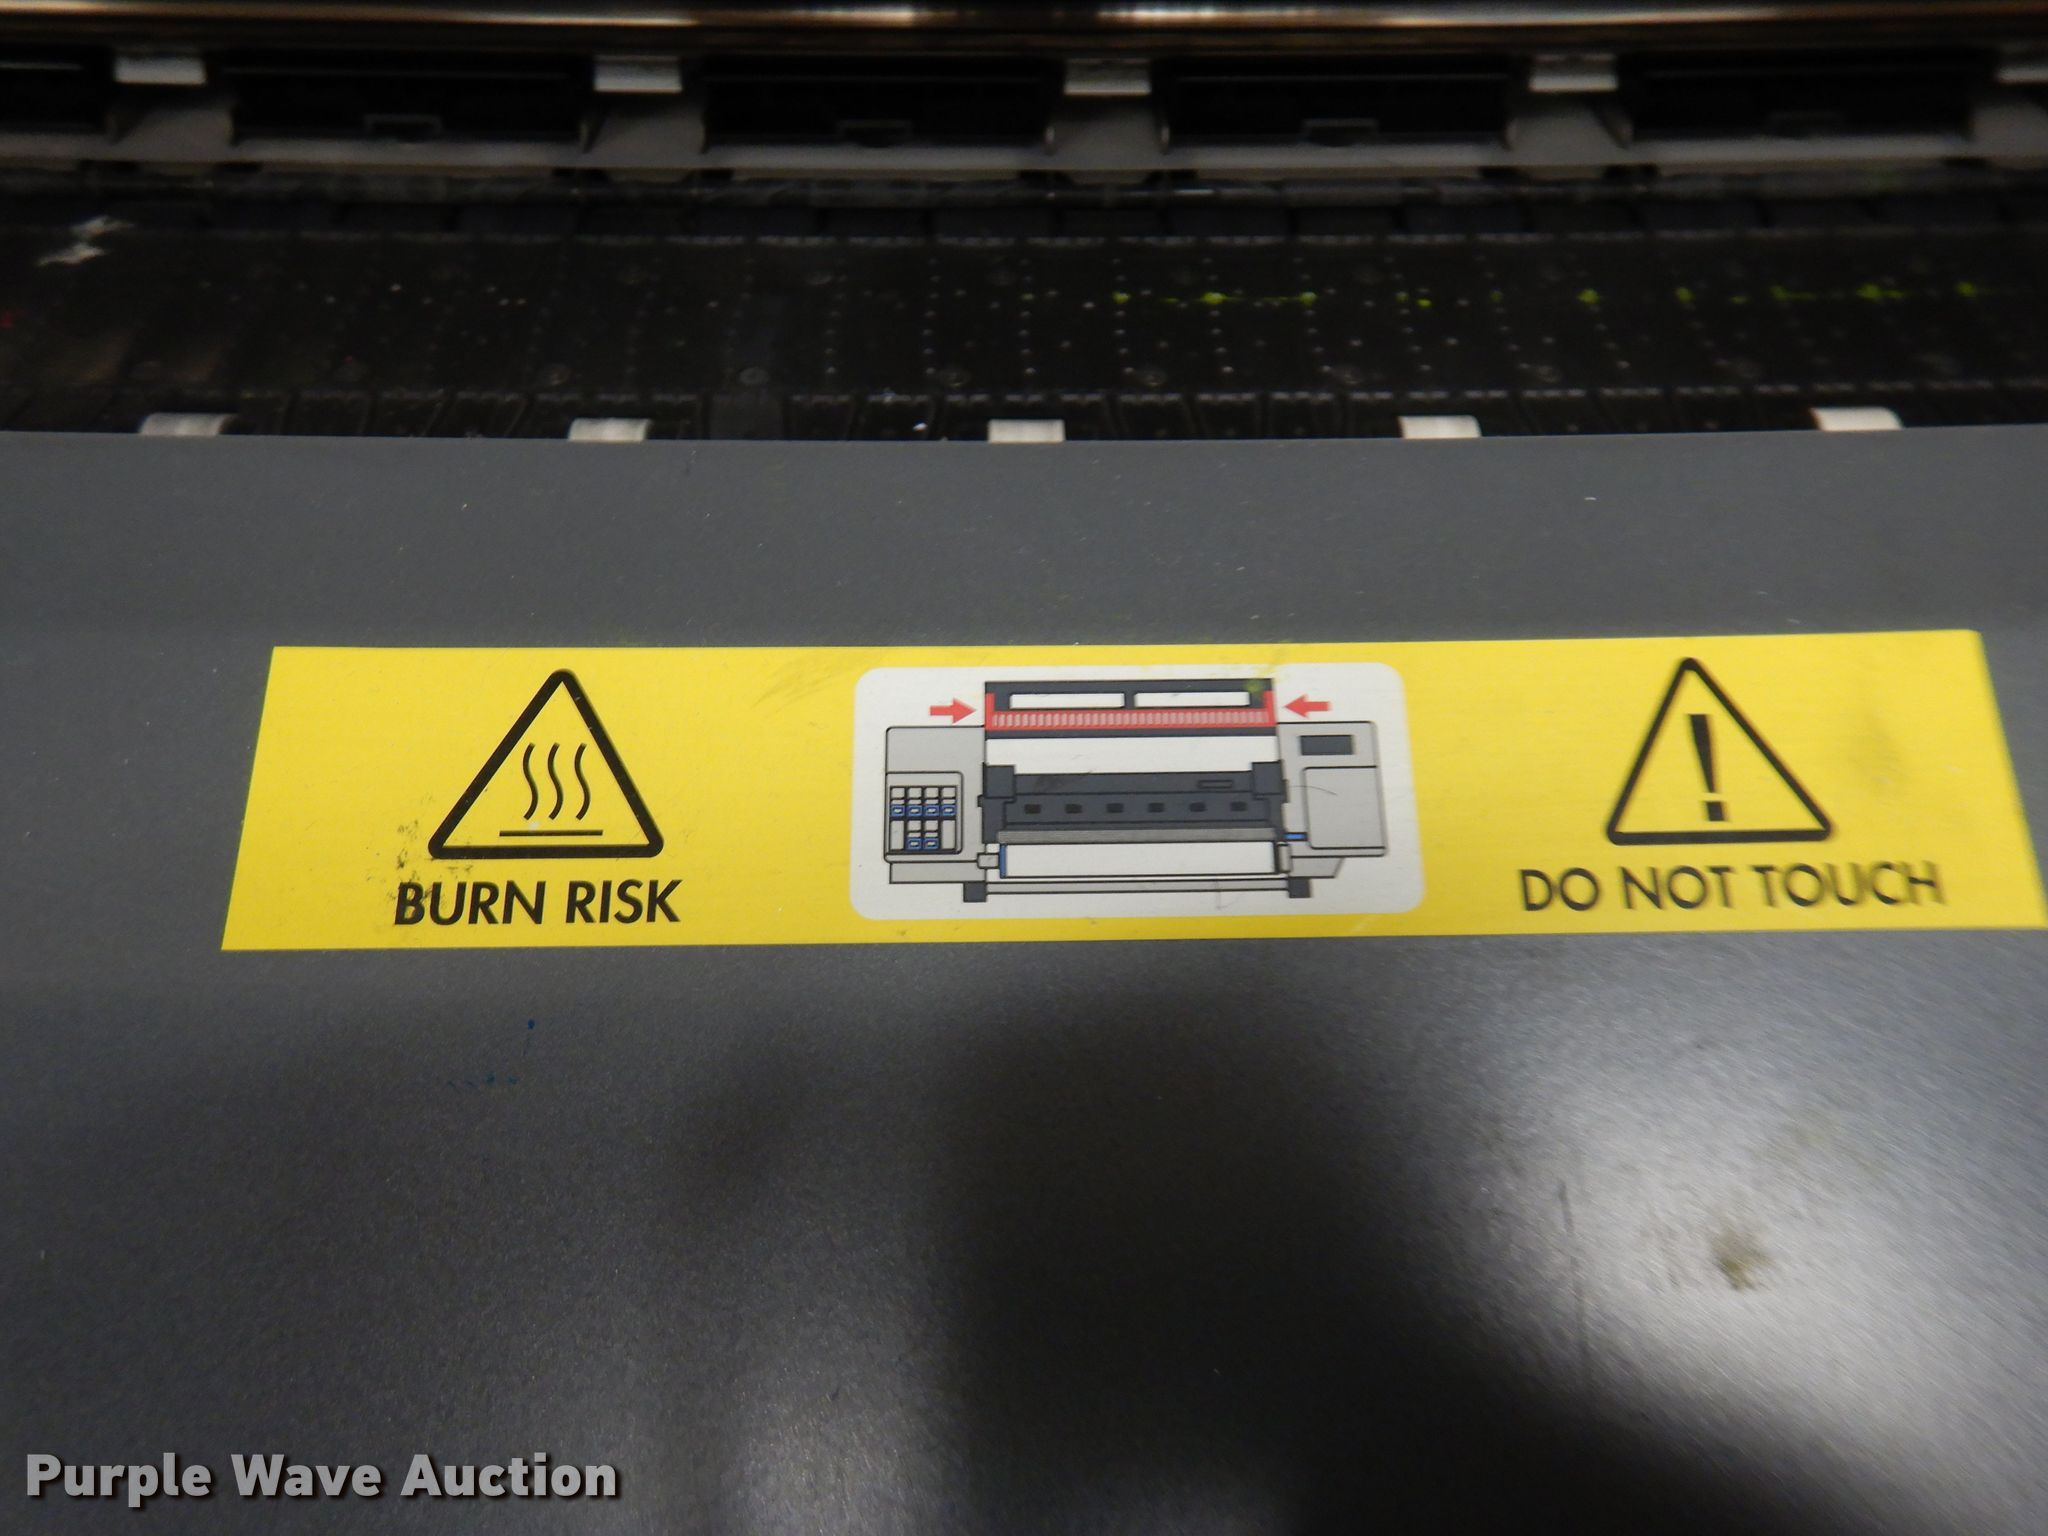 BURN RISK
DO NOT TOUCH
Purple Wave Auction